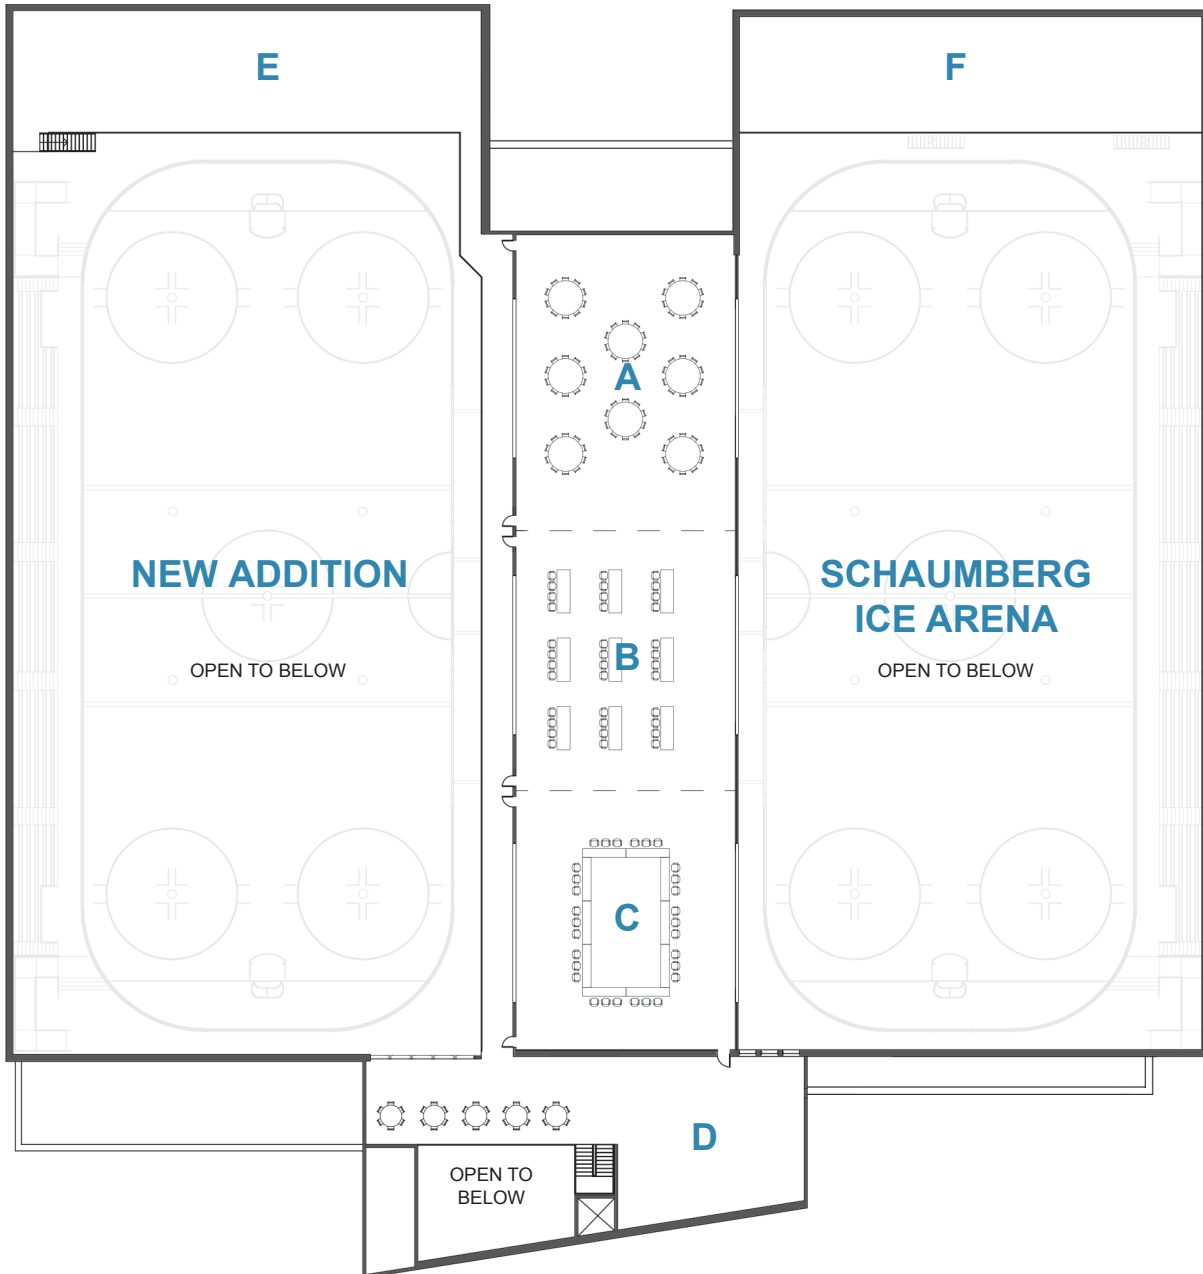 E
F
A
NEW ADDITION
OPEN TO BELOW
SCHAUMBERG
ICE ARENA
OPEN TO BELOW
B
C
D
OPEN TO
BELOW